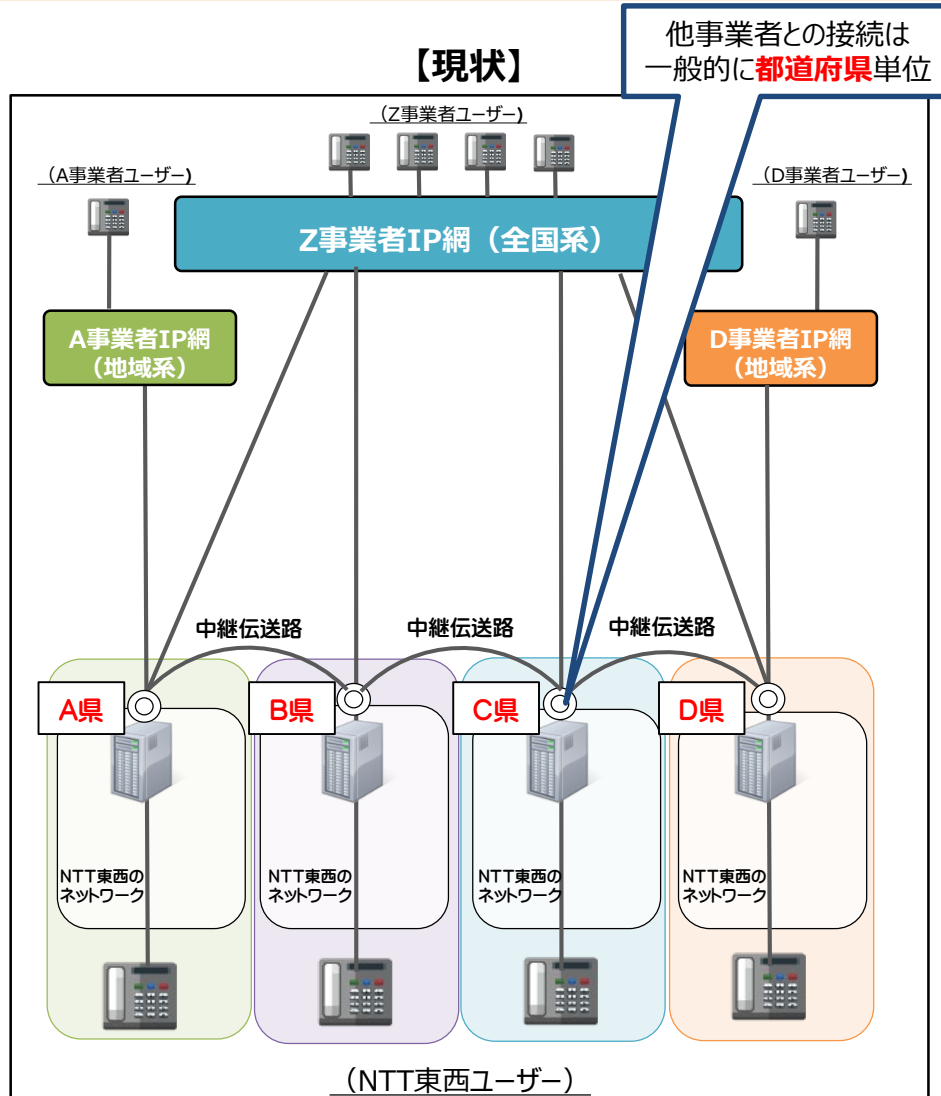 他事業者との接続は
一般的に都道府県単位
【現状】
（Z事業者ユーザー）
（A事業者ユーザー）
（D事業者ユーザー）
Z事業者IP網（全国系）
A事業者IP網
（地域系）
D事業者IP網
（地域系）
中継伝送路
中継伝送路
中継伝送路
A県
B県
C県
D県
NTT東西の
ネットワーク
NTT東西の
ネットワーク
NTT東西の
ネットワーク
NTT東西の
ネットワーク
（NTT東西ユーザー）